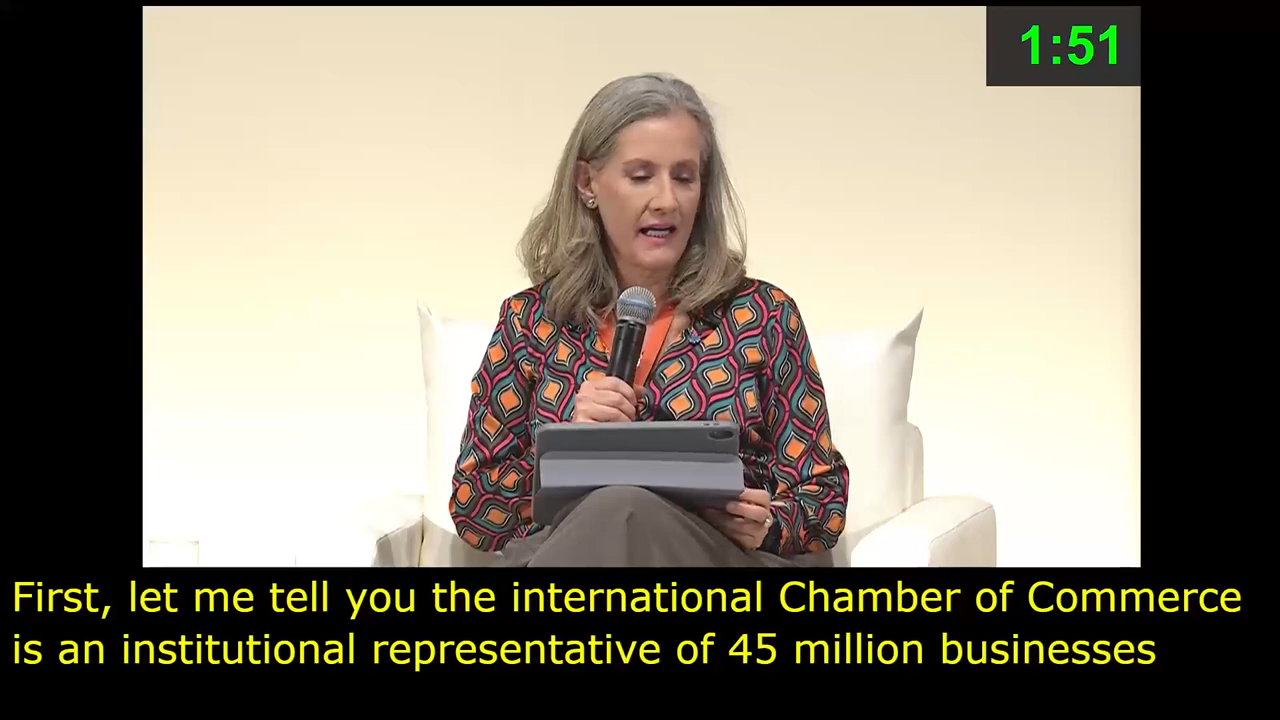 1:51
First, let me tell you the international Chamber of Commerce
is an institutional representative of 45 million businesses